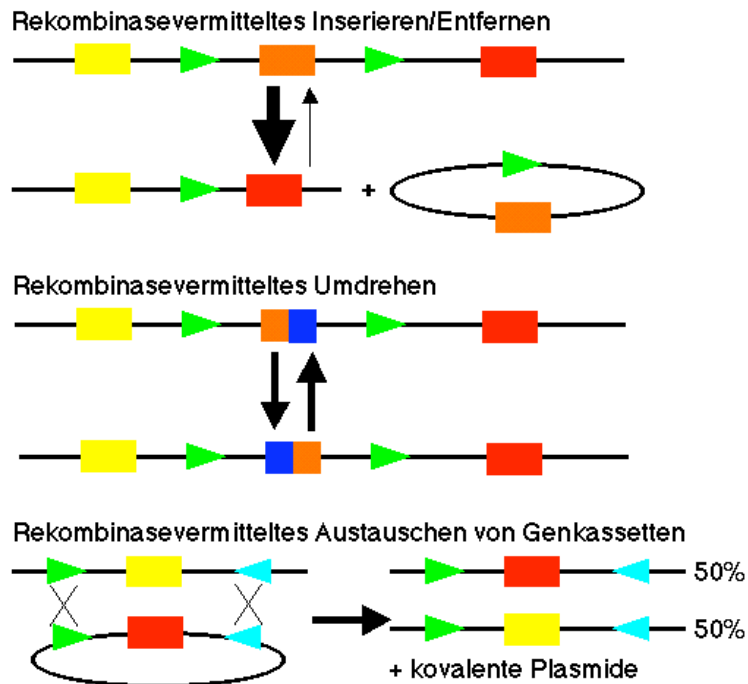 Rekombinasevermitteltes Inserieren/Entfernen
+
Rekombinasevermitteltes Umdrehen
Rekombinasevermitteltes Austauschen von Genkassetten
50%
50%
+ kovalente Plasmide